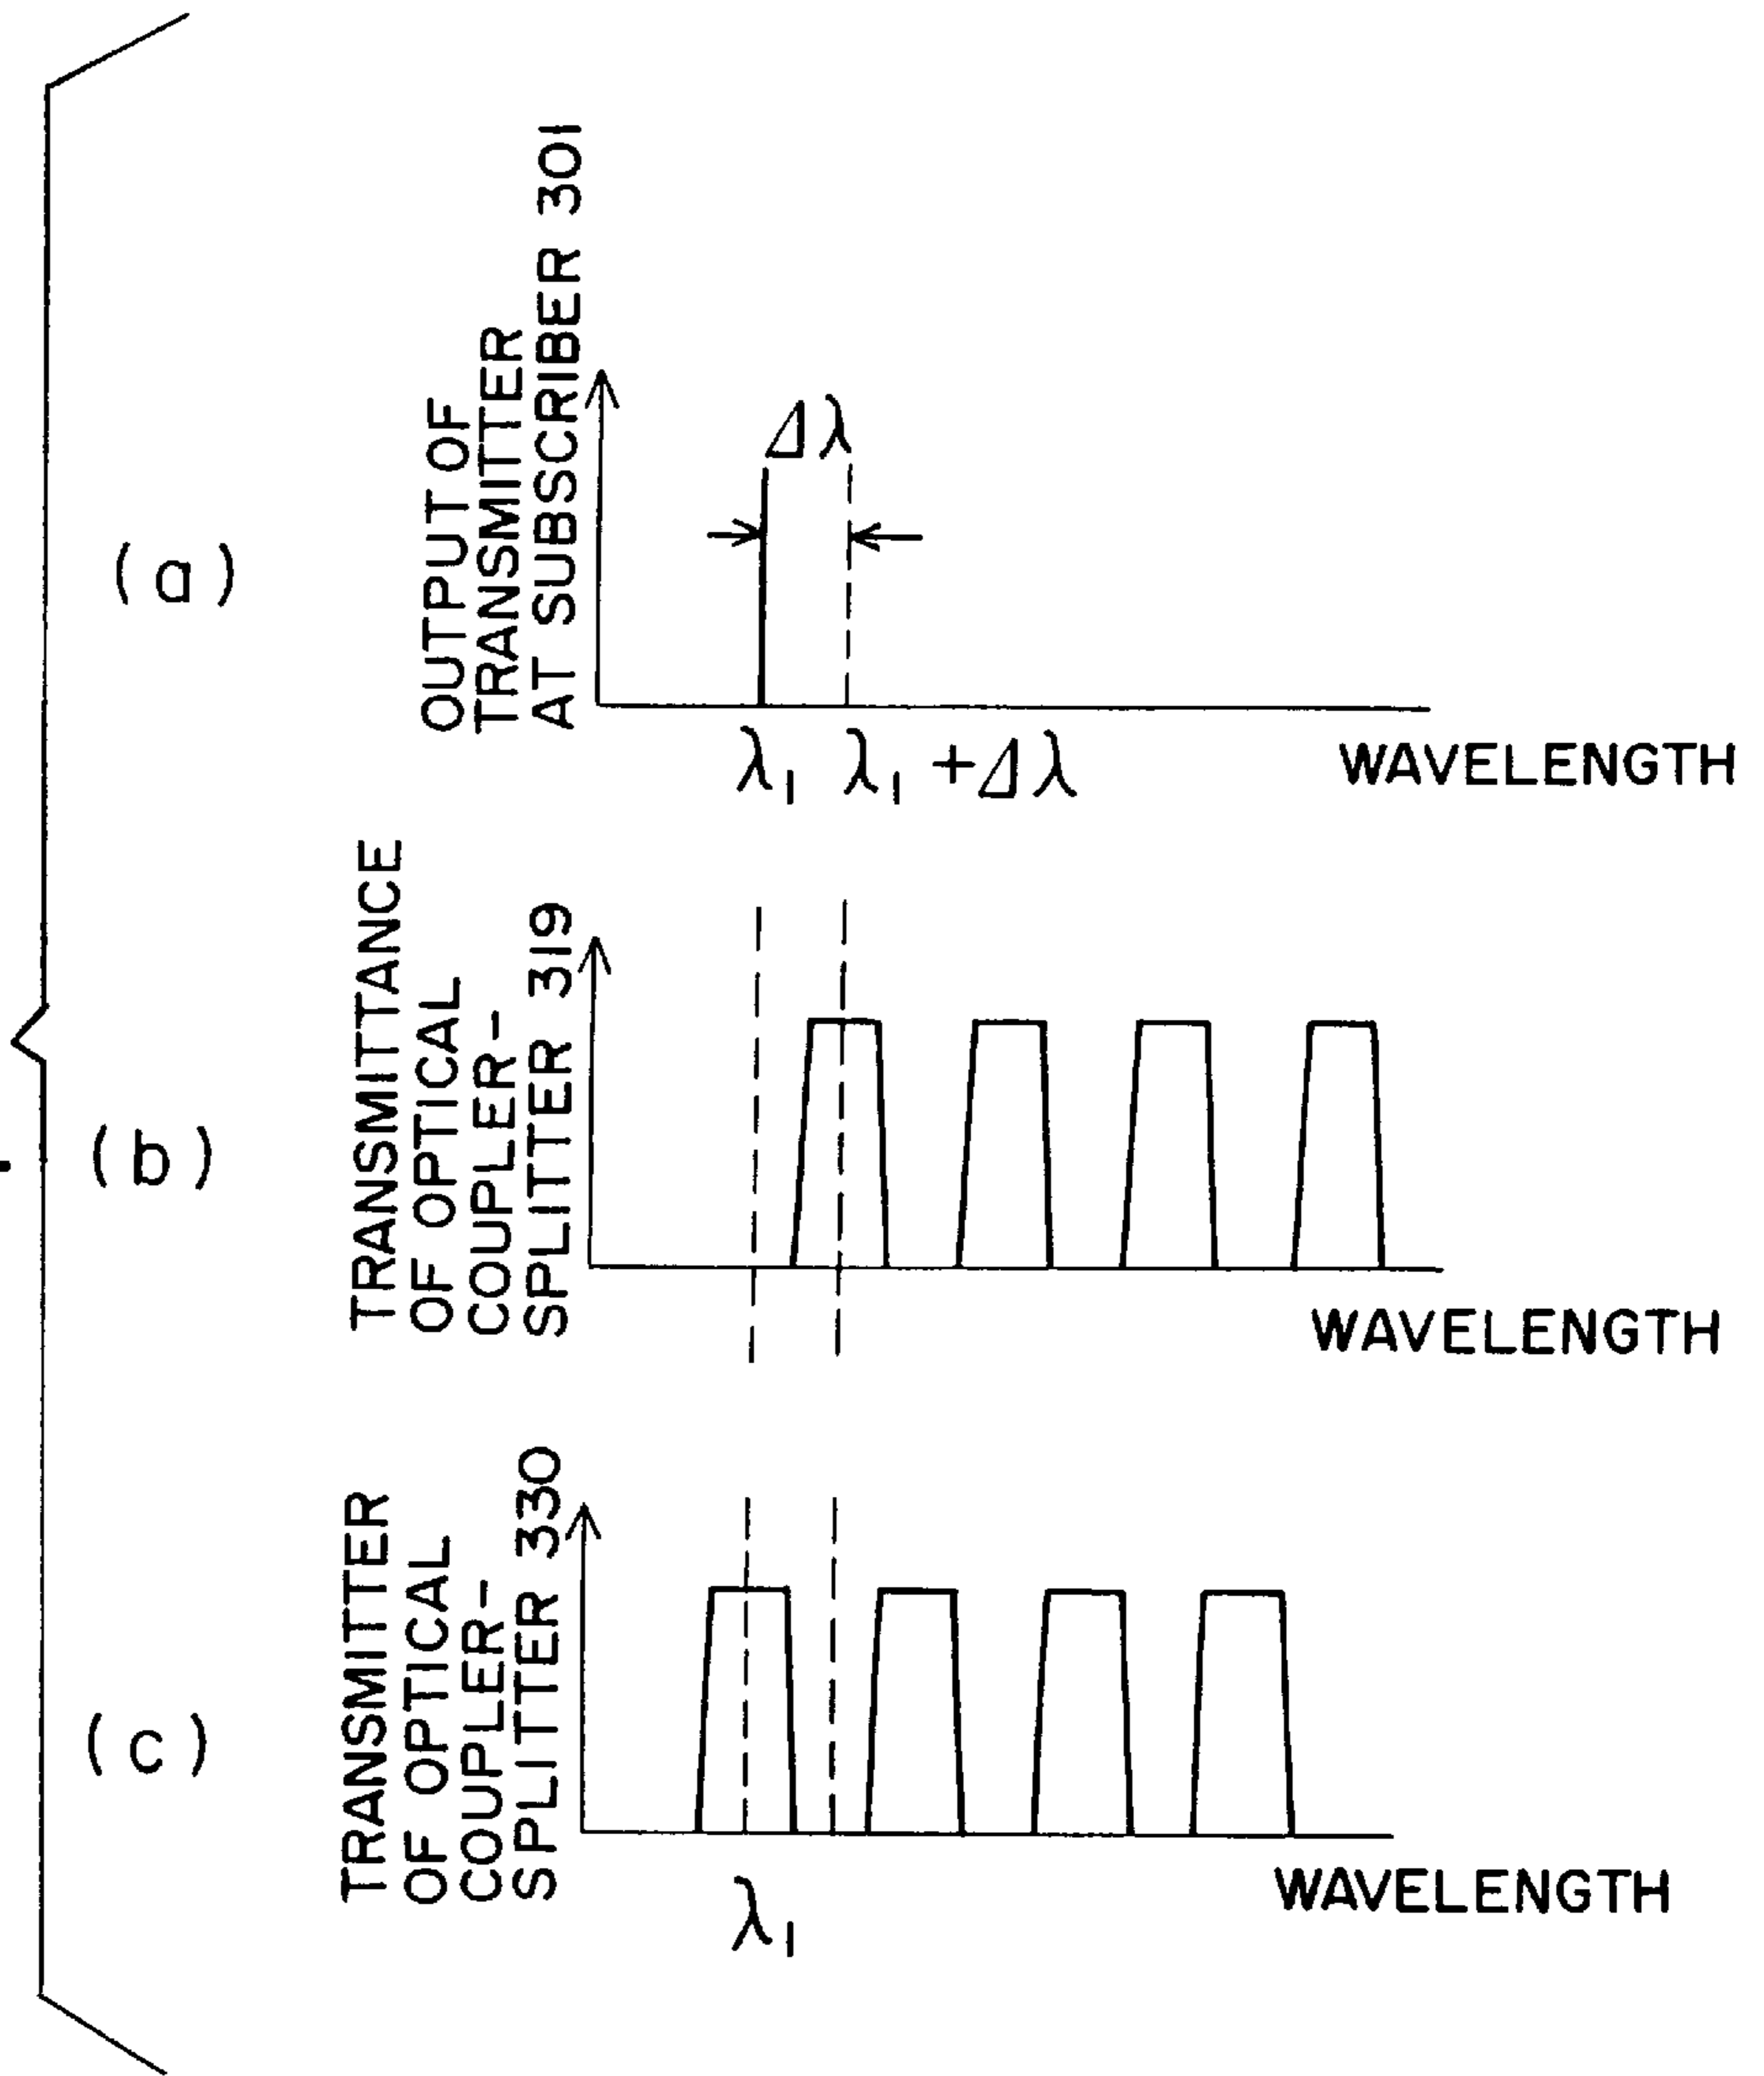 (a)
OUTPUT OF
TRANSMITTER
AT SUBSCRIBER 301
Δλ
λ1 λ1 +Δλ
WAVELENGTH
(b)
TRANSMITTANCE
OF OPTICAL
COUPLER-
SPLITTER 319
WAVELENGTH
(c)
TRANSMITTER
OF OPTICAL
COUPLER-
SPLITTER 330
λ1
WAVELENGTH